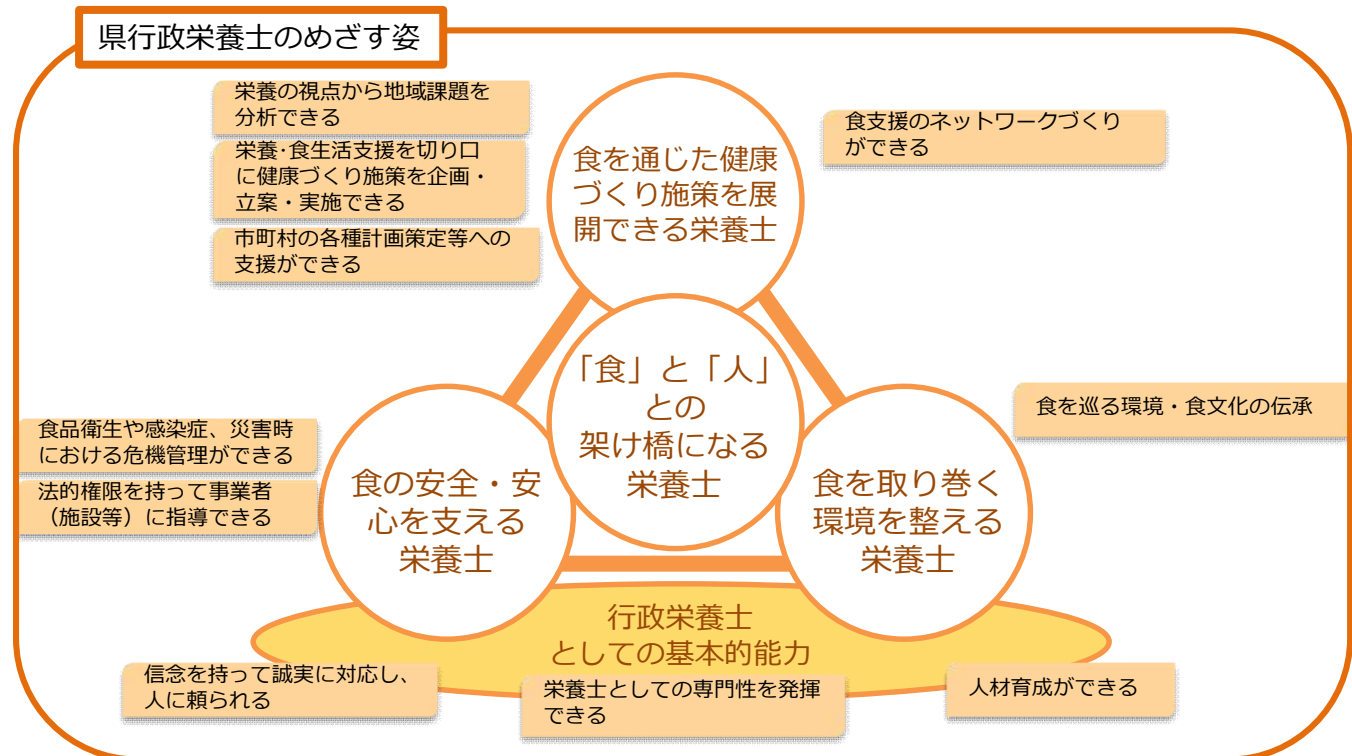 県行政栄養士のめざす姿
栄養の視点から地域課題を
分析できる
栄養･食生活支援を切り口
に健康づくり施策を企画・
立案・実施できる
市町村の各種計画策定等への
支援ができる
食を通じた健康
づくり施策を展
開できる栄養士
食支援のネットワークづくり
ができる
「食」と「人」
との
架け橋になる
栄養士
食品衛生や感染症、災害時
における危機管理ができる
法的権限を持って事業者
（施設等）に指導できる
食の安全・安
心を支える
栄養士
食を取り巻く
環境を整える
栄養士
食を巡る環境・食文化の伝承
行政栄養士
としての基本的能力
信念を持って誠実に対応し、
人に頼られる
栄養士としての専門性を発揮
できる
人材育成ができる